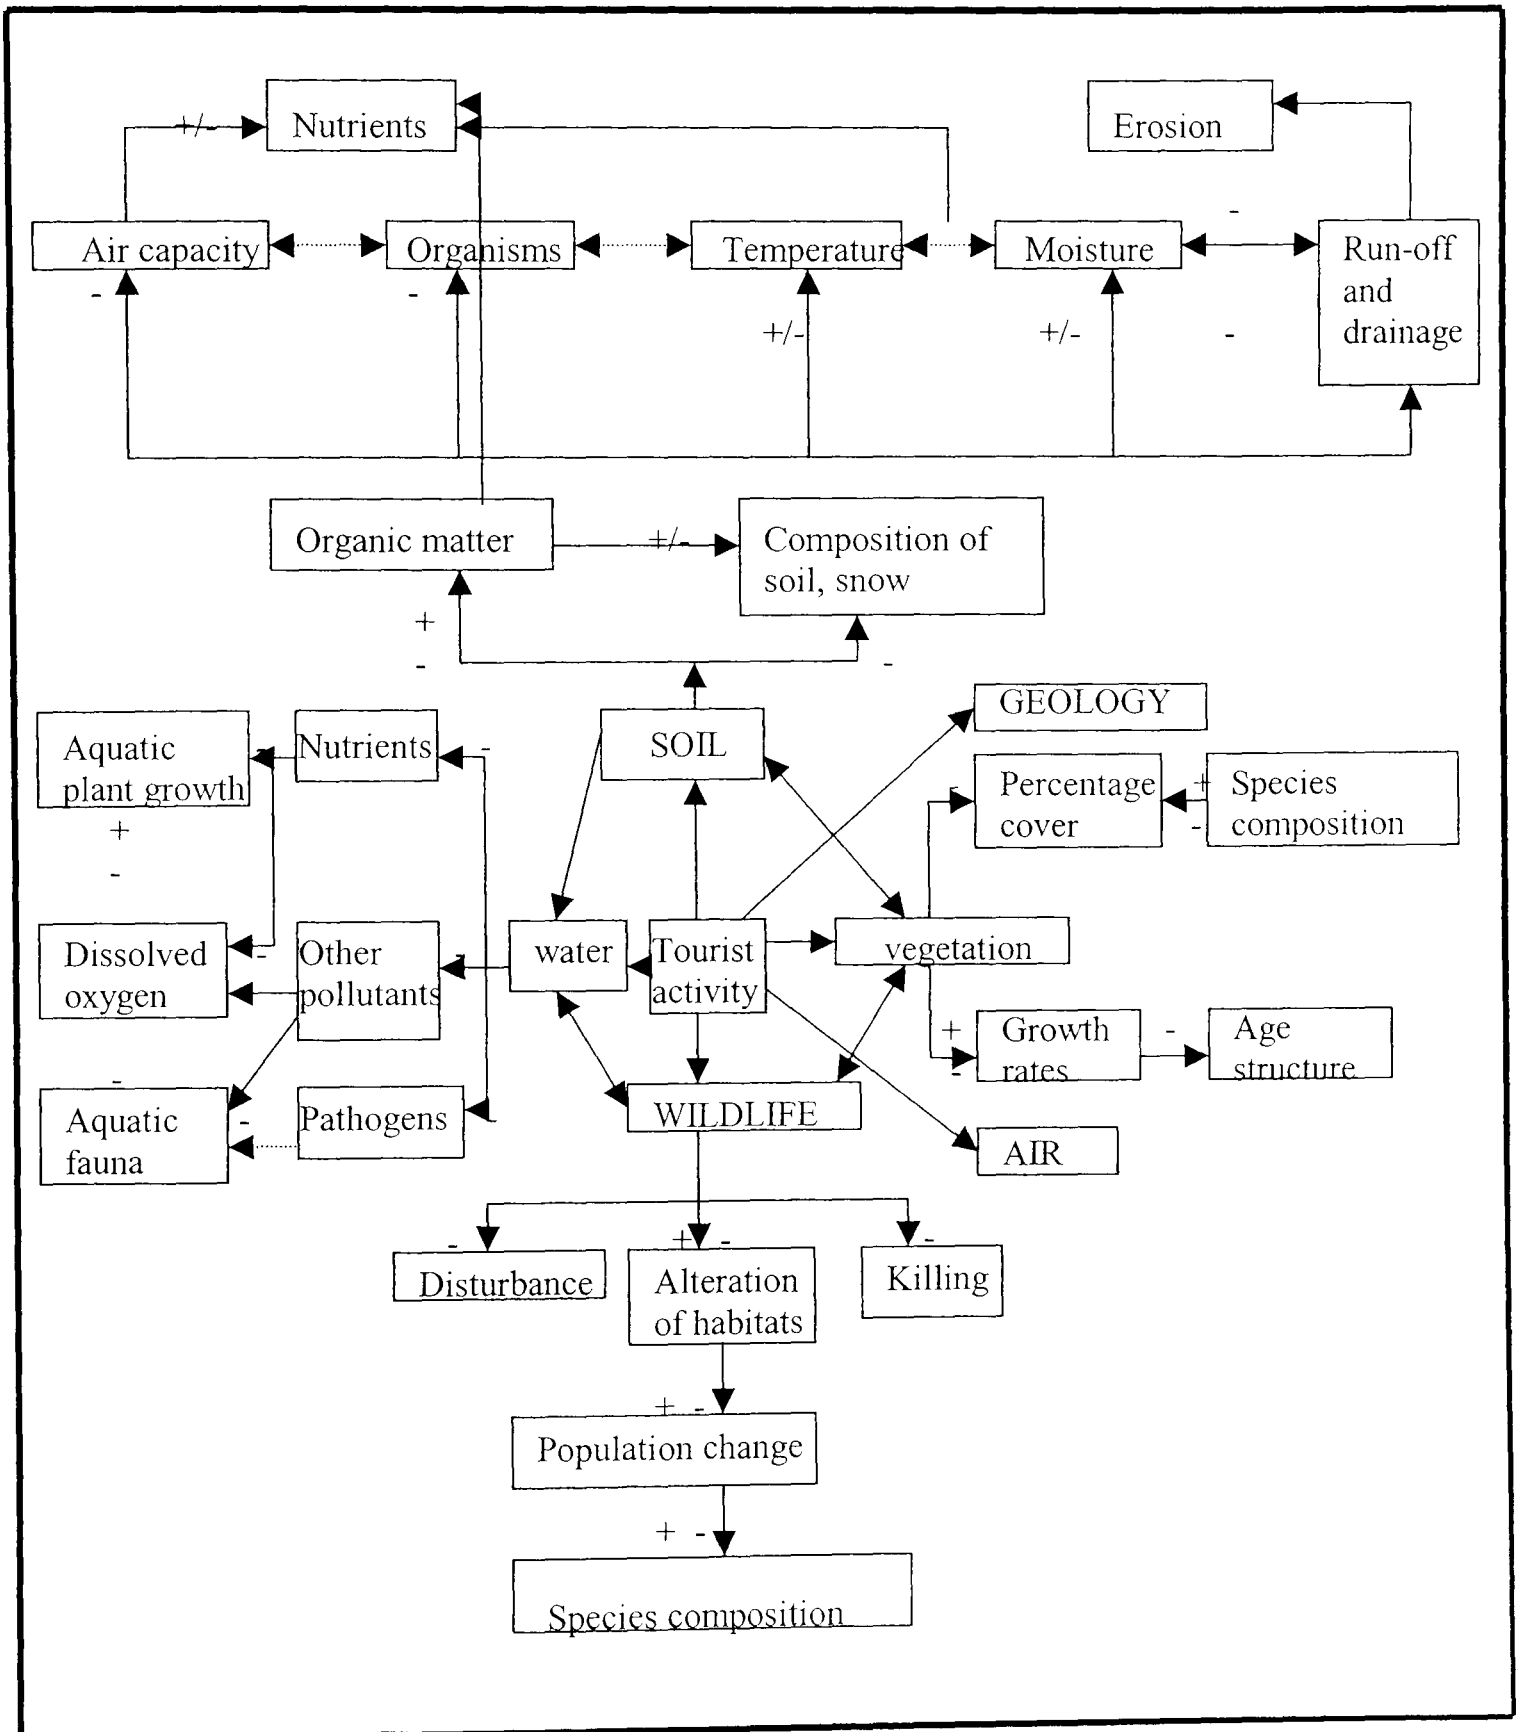 +/-
Nutrients
Erosion
-
Air capacity
Organisms
Temperature
Moisture
Run-off
and
drainage
-
-
+/-
+/-
-
Organic matter
+/-
Composition of
soil, snow
+
-
-
GEOLOGY
Aquatic
plant growth
-
Nutrients
-
SOIL
-
Percentage
cover
+
-
Species
composition
+
-
Dissolved
oxygen
-
Other
pollutants
-
water
Tourist
activity
vegetation
+
-
Growth
rates
-
Age
structure
-
Aquatic
fauna
-
Pathogens
-
WILDLIFE
AIR
-
+ -
-
Disturbance
Alteration
of habitats
Killing
+ -
Population change
+ -
Species composition